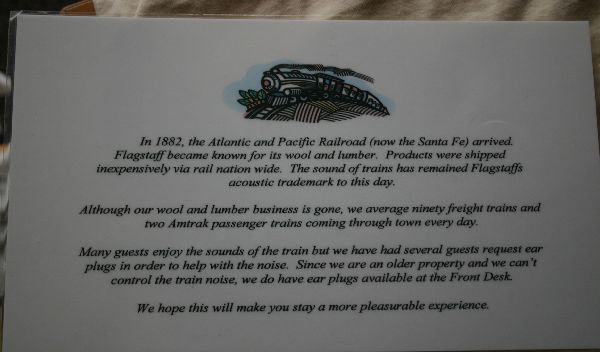 In 1882, the Atlantic and Pacific Railroad (now the Santa Fe) arrived.
Flagstaff became known for its wool and lumber. Products were shipped
inexpensively via rail nation wide. The sound of trains has remained Flagstaffs
acoustic trademark to this day.
Although our wool and lumber business is gone, we average ninety freight trains and
two Amtrak passenger trains coming through town every day.
Many guests enjoy the sounds of the train but we have had several guests request ear
plugs in order to help with the noise. Since we are an older property and we can't
control the train noise, we do have ear plugs available at the Front Desk.
We hope this will make you stay a more pleasurable experience.